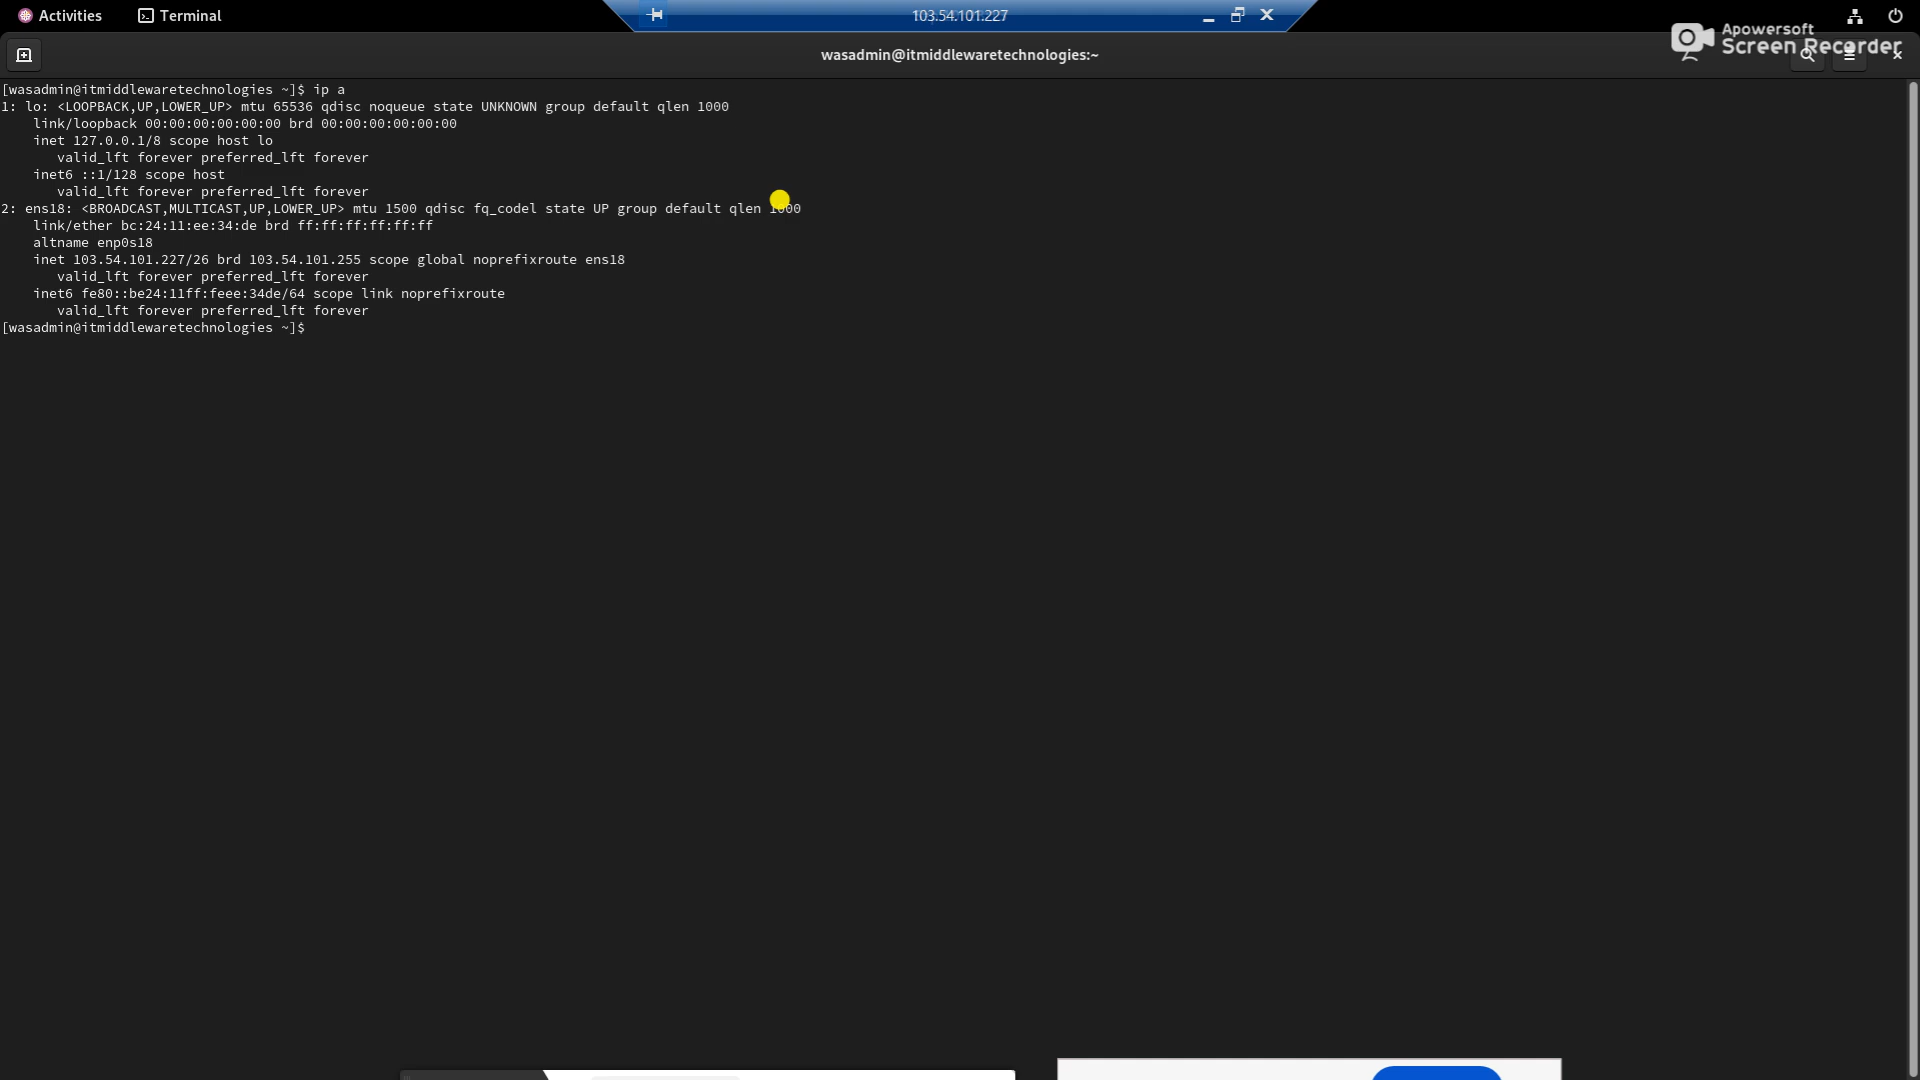 Activities Terminal 103.54.101.227
Apowersoft
Screen Recorder
wasadmin@itmiddlewaretechnologies:~
[wasadmin@itmiddlewaretechnologies ~]$ ip a
1: lo: <LOOPBACK,UP,LOWER_UP> mtu 65536 qdisc noqueue state UNKNOWN group default qlen 1000
    link/loopback 00:00:00:00:00:00 brd 00:00:00:00:00:00
    inet 127.0.0.1/8 scope host lo
       valid_lft forever preferred_lft forever
    inet6 ::1/128 scope host
       valid_lft forever preferred_lft forever
2: ens18: <BROADCAST,MULTICAST,UP,LOWER_UP> mtu 1500 qdisc fq_codel state UP group default qlen 1000
    link/ether bc:24:11:ee:34:de brd ff:ff:ff:ff:ff:ff
    altname enp0s18
    inet 103.54.101.227/26 brd 103.54.101.255 scope global noprefixroute ens18
       valid_lft forever preferred_lft forever
    inet6 fe80::be24:11ff:feee:34de/64 scope link noprefixroute
       valid_lft forever preferred_lft forever
[wasadmin@itmiddlewaretechnologies ~]$